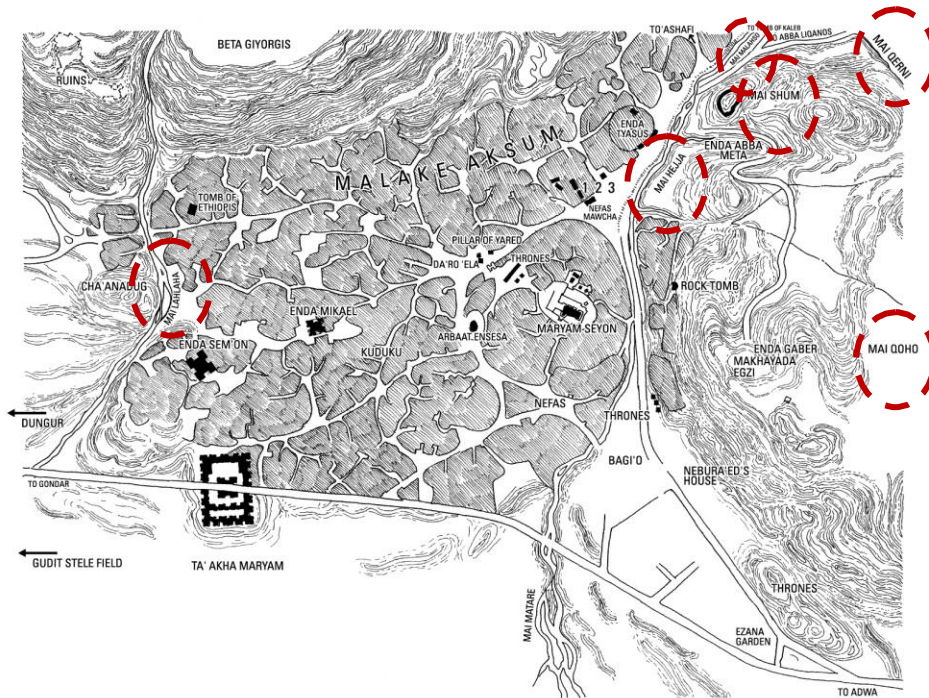 BETA GIYORGIS
TO'ASHAFI
TO TOMB OF KALEB
TO ABBA LIQANOS
MAI MALAHSO
MAI QERNI
RUINS
MAI SHUM
ENDA
TYASUS
ENDA ABBA
META
MALAKE AKSUM
MAI HEJJA
1 2 3
TOMB OF
ETHIOPIS
NEFAS
MAWCHA
PILLAR OF YARED
DA'RO 'ELA
THRONES
CHA'ANADUG
MAI LAHLAHA
ROCK-TOMB
ENDA MIKAEL
MARYAM SEYON
ARBAAT ENSESA
ENDA SEM'ON
KUDUKU
ENDA GABER
MAKHAYADA
EGZI
MAI QOHO
NEFAS
THRONES
DUNGUR
BAGI'O
NEBURA'ED'S
HOUSE
TO GONDAR
GUDIT STELE FIELD
TA' AKHA MARYAM
THRONES
MAI MATARE
EZANA
GARDEN
TO ADWA